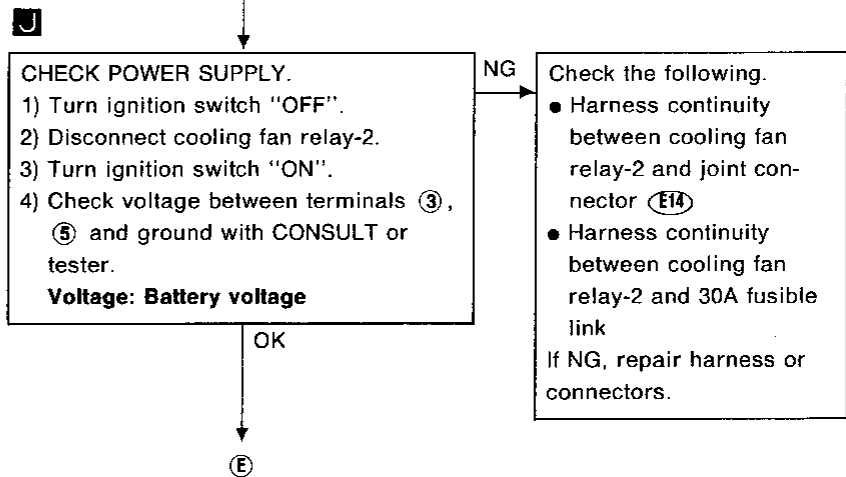 J
CHECK POWER SUPPLY.
1) Turn ignition switch "OFF".
2) Disconnect cooling fan relay-2.
3) Turn ignition switch "ON".
4) Check voltage between terminals ③,
⑤ and ground with CONSULT or
tester.
Voltage: Battery voltage
NG
Check the following.
● Harness continuity
between cooling fan
relay-2 and joint con-
nector (E14)
● Harness continuity
between cooling fan
relay-2 and 30A fusible
link
If NG, repair harness or
connectors.
OK
Ⓔ